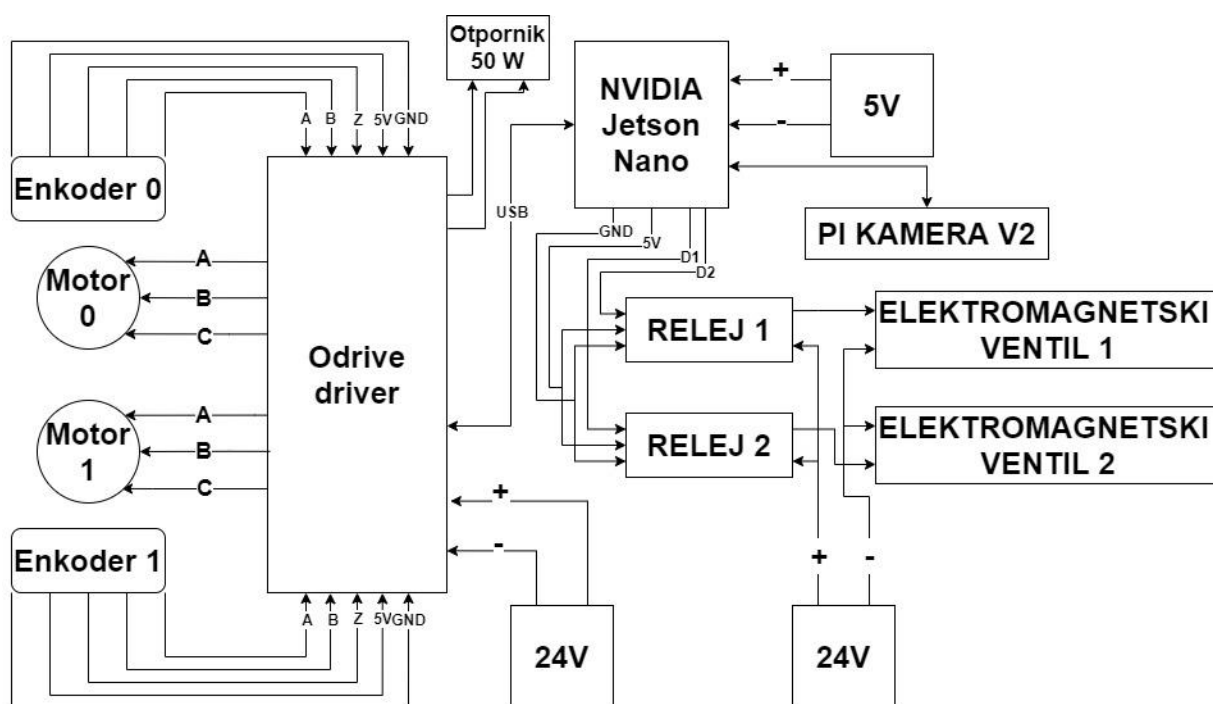 Otpornik
50 W
NVIDIA
Jetson
Nano
+
-
5V
PI KAMERA V2
A
B
Z
5V
GND
Enkoder 0
USB
GND
5V
D1
D2
Motor
0
A
B
C
Odrive
driver
RELEJ 1
ELEKTROMAGNETSKI
VENTIL 1
Motor
1
A
B
C
RELEJ 2
ELEKTROMAGNETSKI
VENTIL 2
Enkoder 1
+
-
+
-
A
B
Z
5V
GND
24V
24V